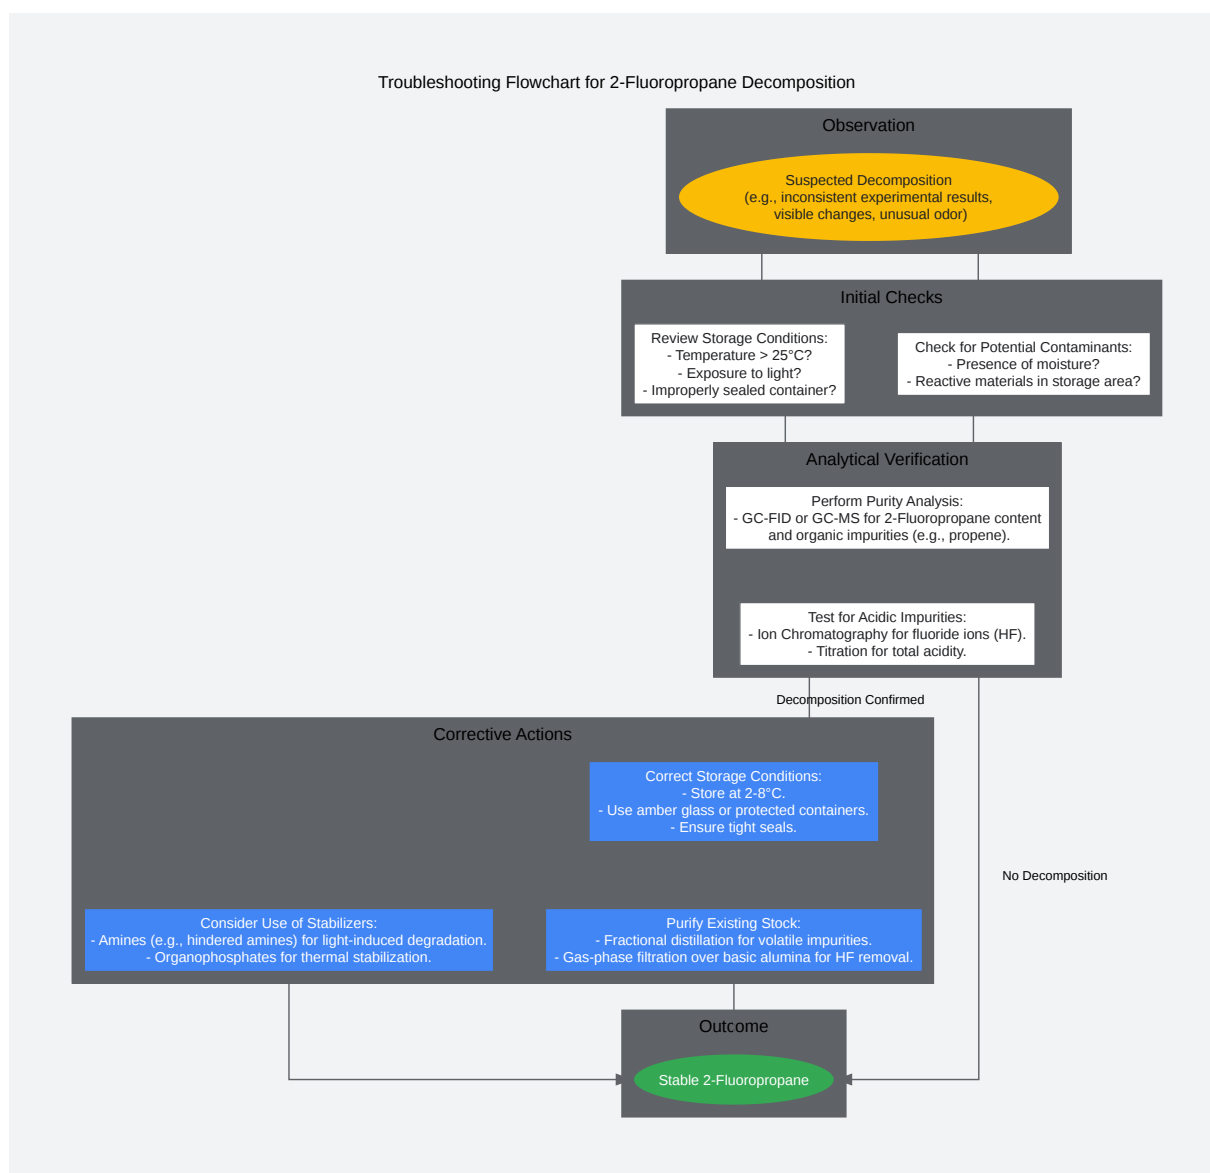 Troubleshooting Flowchart for 2-Fluoropropane Decomposition
Observation
Suspected Decomposition
(e.g., inconsistent experimental results,
visible changes, unusual odor)
Initial Checks
Review Storage Conditions:
- Temperature > 25°C?
- Exposure to light?
- Improperly sealed container?
Check for Potential Contaminants:
- Presence of moisture?
- Reactive materials in storage area?
Analytical Verification
Perform Purity Analysis:
- GC-FID or GC-MS for 2-Fluoropropane content
and organic impurities (e.g., propene).
Test for Acidic Impurities:
- Ion Chromatography for fluoride ions (HF).
- Titration for total acidity.
Decomposition Confirmed
Corrective Actions
Correct Storage Conditions:
- Store at 2-8°C.
- Use amber glass or protected containers.
- Ensure tight seals.
No Decomposition
Consider Use of Stabilizers:
- Amines (e.g., hindered amines) for light-induced degradation.
- Organophosphates for thermal stabilization.
Purify Existing Stock:
- Fractional distillation for volatile impurities.
- Gas-phase filtration over basic alumina for HF removal.
Outcome
Stable 2-Fluoropropane